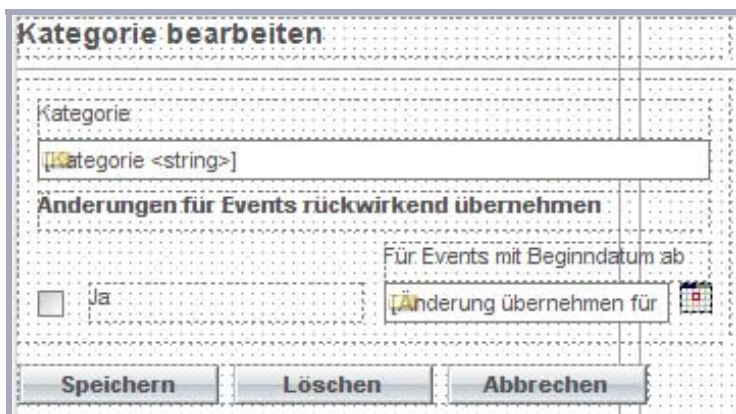 Kategorie bearbeiten
Kategorie
[Kategorie <string>]
Änderungen für Events rückwirkend übernehmen
Für Events mit Beginndatum ab
Ja
[Änderung übernehmen für
Speichern Löschen Abbrechen